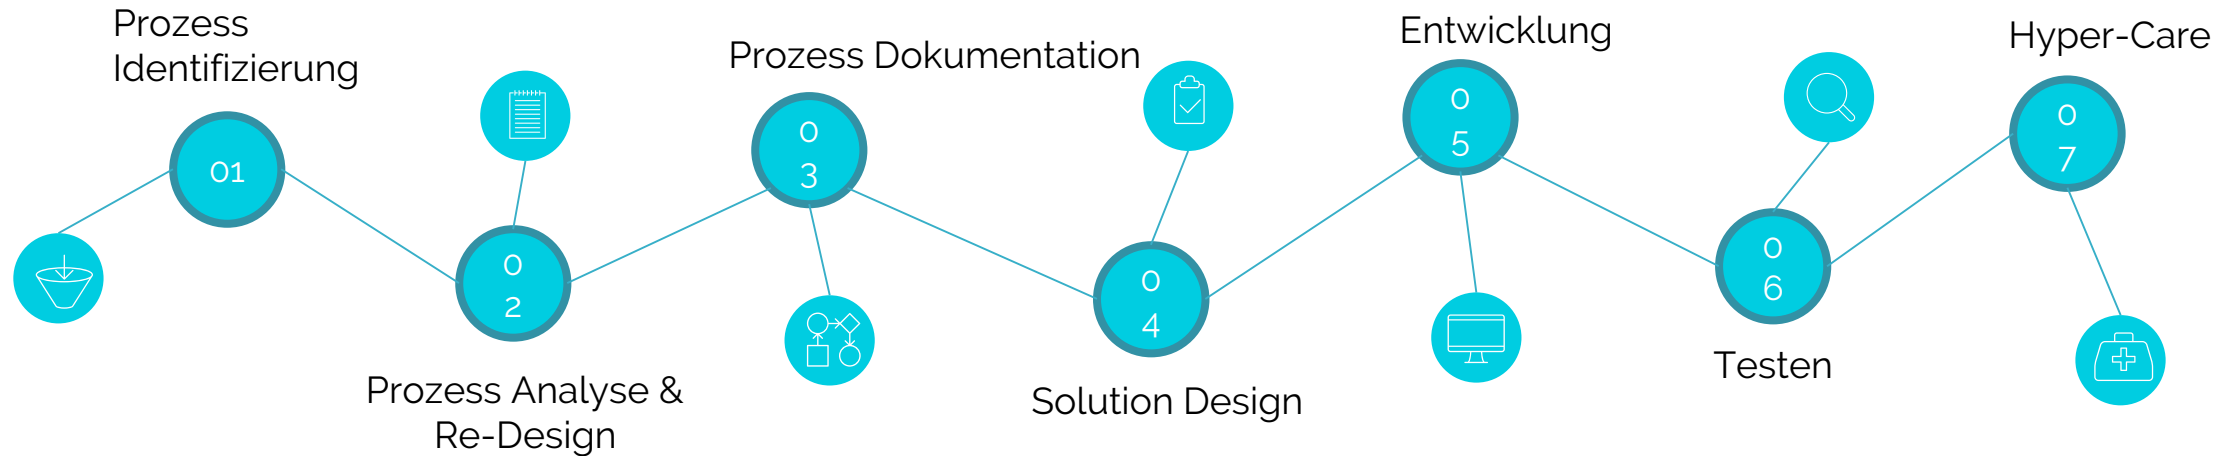 Prozess
Identifizierung
01
0
2
Prozess Analyse &
Re-Design
Prozess Dokumentation
0
3
0
4
Solution Design
Entwicklung
0
5
0
6
Testen
Hyper-Care
0
7